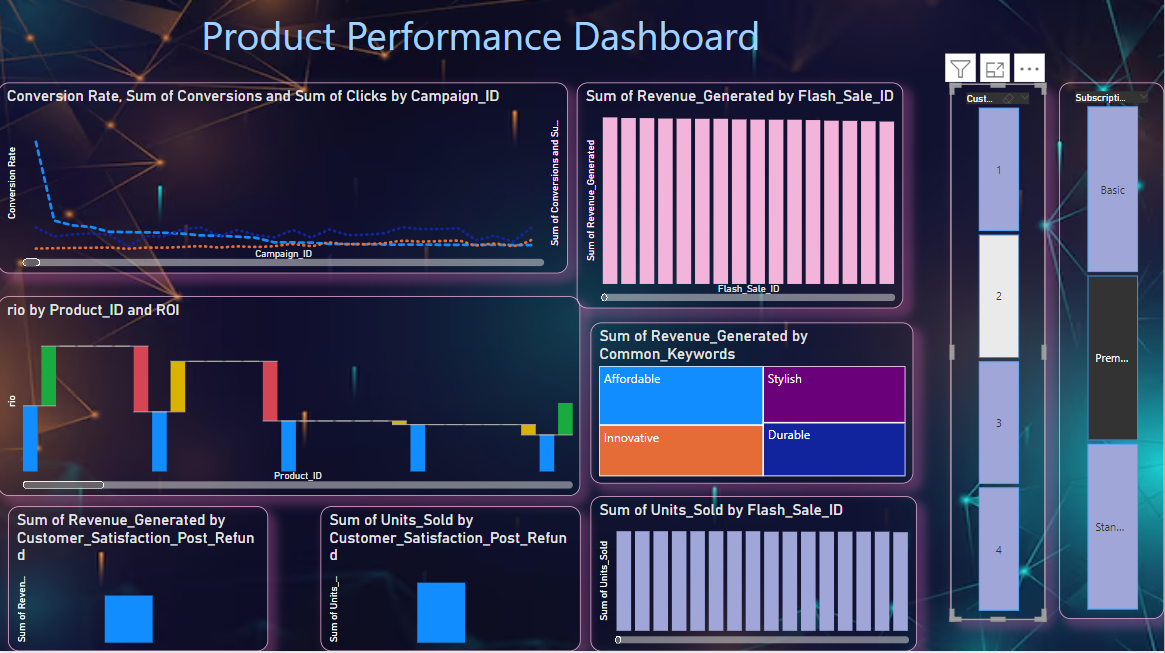 Product Performance Dashboard
Conversion Rate, Sum of Conversions and Sum of Clicks by Campaign_ID
Conversion Rate
Sum of Conversions and Su...
Campaign_ID
Sum of Revenue_Generated by Flash_Sale_ID
Sum of Revenue_Generated
Flash_Sale_ID
Cust...
1
2
3
4
Subscripti...
Basic
Prem...
Stan...
rio by Product_ID and ROI
rio
Product_ID
Sum of Revenue_Generated by
Common_Keywords
Affordable
Stylish
Innovative
Durable
Sum of Revenue_Generated by
Customer_Satisfaction_Post_Refun
d
Sum of Reven...
Sum of Units_Sold by
Customer_Satisfaction_Post_Refun
d
Sum of Units_...
Sum of Units_Sold by Flash_Sale_ID
Sum of Units_Sold